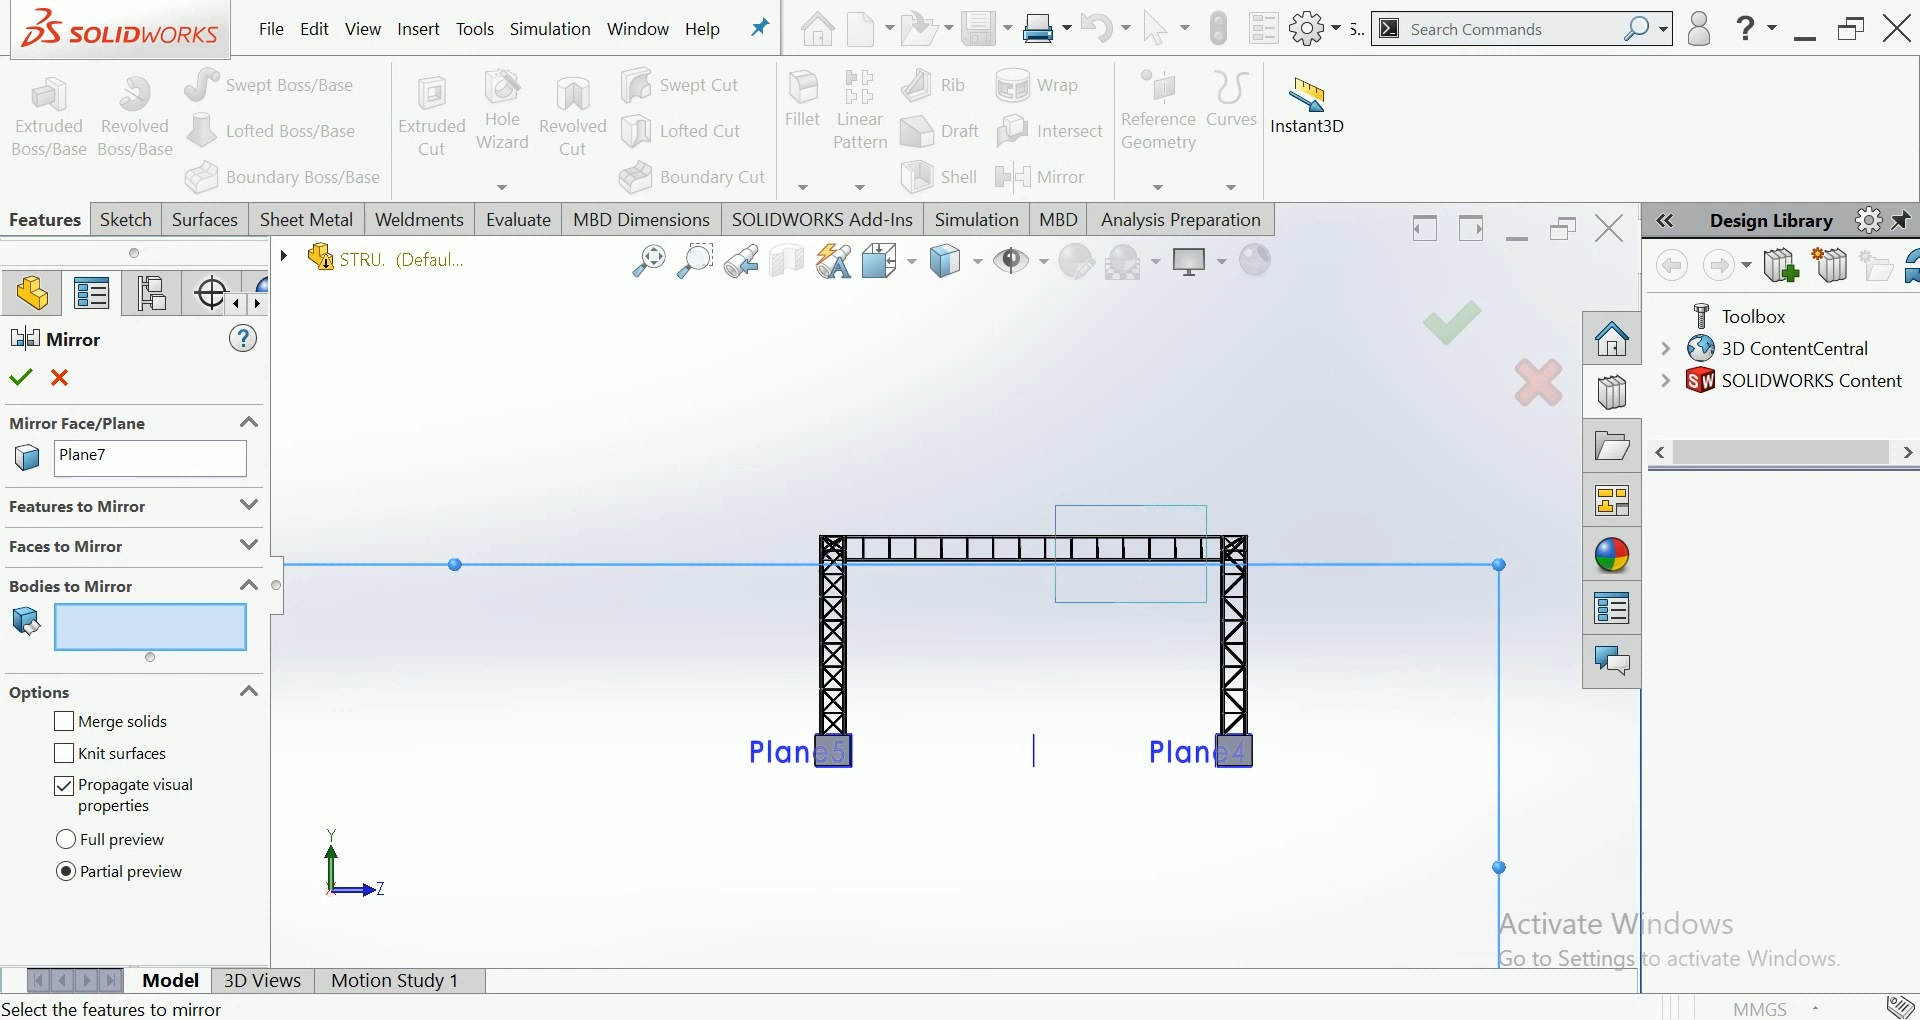 SOLIDWORKS
File Edit View Insert Tools Simulation Window Help
S..
Search Commands
?
Extruded Boss/Base
Revolved Boss/Base
Swept Boss/Base
Lofted Boss/Base
Boundary Boss/Base
Extruded Cut
Hole Wizard
Revolved Cut
Swept Cut
Lofted Cut
Boundary Cut
Fillet
Linear Pattern
Rib
Draft
Shell
Wrap
Intersect
Mirror
Reference Geometry
Curves
Instant3D
Features Sketch Surfaces Sheet Metal Weldments Evaluate MBD Dimensions SOLIDWORKS Add-Ins Simulation MBD Analysis Preparation
Design Library
STRU. (Defaul...
Toolbox
3D ContentCentral
SW SOLIDWORKS Content
Mirror
?
Mirror Face/Plane
Plane7
Features to Mirror
Faces to Mirror
Bodies to Mirror
Options
Merge solids
Knit surfaces
Propagate visual
properties
Full preview
Partial preview
Plane5
Plane4
Y
Z
Activate Windows
Go to Settings to activate Windows.
Model 3D Views Motion Study 1
Select the features to mirror
MMGS